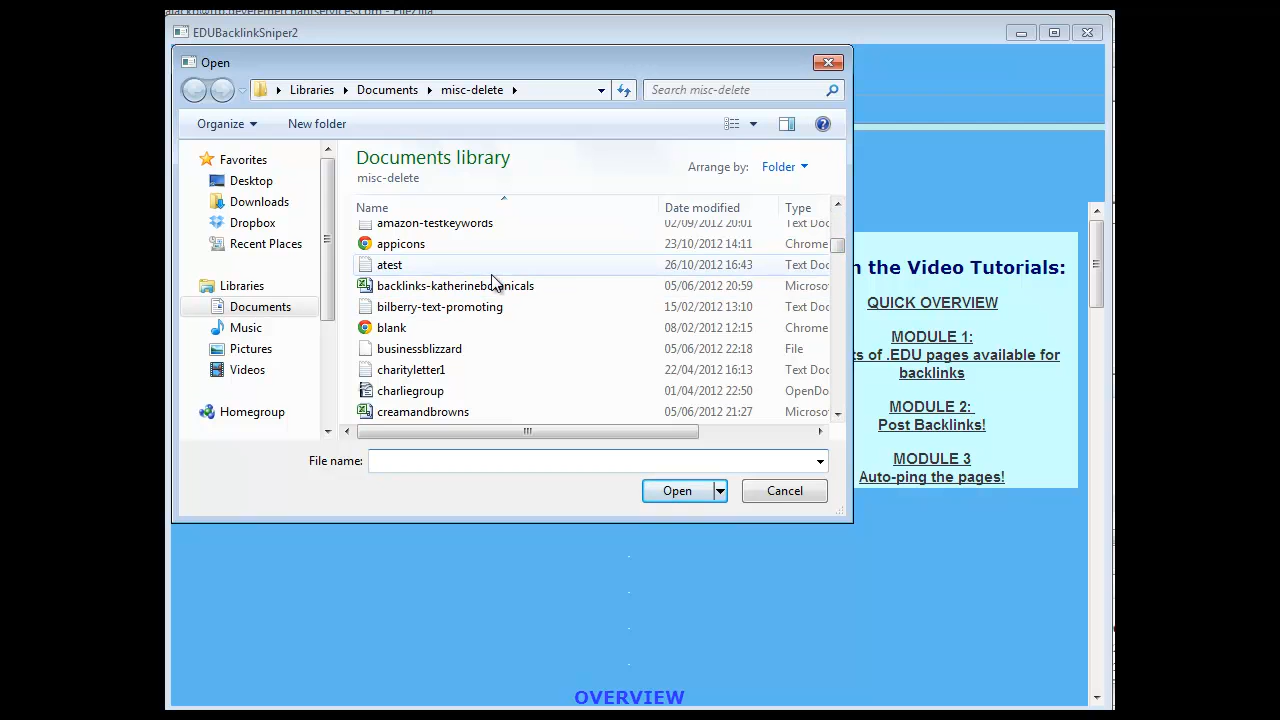 EDUBacklinkSniper2
Open
Libraries Documents misc-delete
Search misc-delete
Organize New folder
Documents library
misc-delete
Arrange by: Folder
Name Date modified Type
amazon-testkeywords 02/09/2012 20:01 Text Doc
appicons 23/10/2012 14:11 Chrome
atest 26/10/2012 16:43 Text Doc
backlinks-katherinebotanicals 05/06/2012 20:59 Microso
bilberry-text-promoting 15/02/2012 13:10 Text Doc
blank 08/02/2012 12:15 Chrome
businessblizzard 05/06/2012 22:18 File
charityletter1 22/04/2012 16:13 Text Doc
charliegroup 01/04/2012 22:50 OpenDo
creamandbrowns 05/06/2012 21:27 Microso
Favorites
Desktop
Downloads
Dropbox
Recent Places
Libraries
Documents
Music
Pictures
Videos
Homegroup
File name:
Open Cancel
n the Video Tutorials:
QUICK OVERVIEW
MODULE 1:
ts of .EDU pages available for
backlinks
MODULE 2:
Post Backlinks!
MODULE 3
Auto-ping the pages!
OVERVIEW